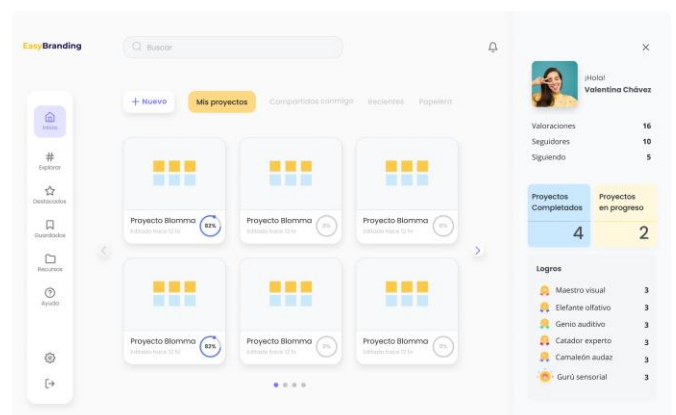 EasyBranding
Buscar
Inicio
Explorar
Destacados
Guardados
Recursos
Ayuda
+ Nuevo
Mis proyectos
Compartidos conmigo
Recientes
Papelera
Proyecto Blomma
Editado hace 12 hr
82%
Proyecto Blomma
Editado hace 12 hr
0%
Proyecto Blomma
Editado hace 12 hr
0%
Proyecto Blomma
Editado hace 12 hr
82%
Proyecto Blomma
Editado hace 12 hr
0%
Proyecto Blomma
Editado hace 12 hr
0%
¡Hola!
Valentina Chávez
Valoraciones 16
Seguidores 10
Siguiendo 5
Proyectos
Completados
4
Proyectos
en progreso
2
Logros
Maestro visual 3
Elefante olfativo 3
Genio auditivo 3
Catador experto 3
Camaleón audaz 3
Gurú sensorial 3